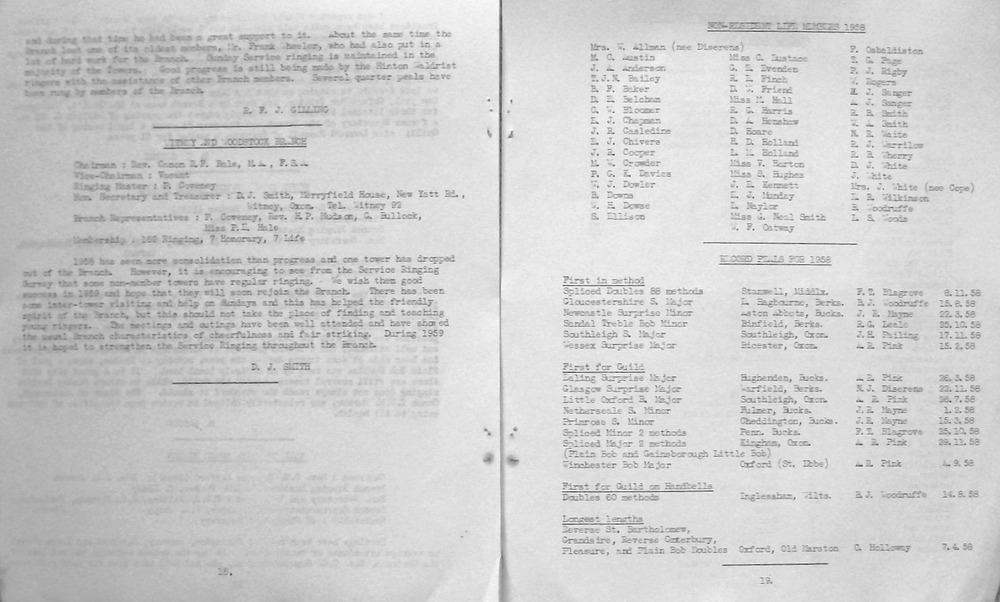 and during that time he had been a great support to it. About the same time the
Branch lost one of its oldest members, Mr. Frank Wheeler, who had also put in a
lot of hard work for the Branch. Sunday Service ringing is maintained in the
majority of the towers. Good progress is still being made by the Hinton Waldrist
ringers with the assistance of other Branch members. Several quarter peals have
been rung by members of the Branch.
R. F. J. GILLING
WITNEY AND WOODSTOCK BRANCH
Chairman : Rev. Canon R.F. Hale, M.A., F.S.A.
Vice-Chairman : Vacant
Ringing Master : P. Coveney
Hon. Secretary and Treasurer : D.J. Smith, Merryfield House, New Yatt Rd.,
Witney, Oxon. Tel. Witney 92
Branch Representatives : P. Coveney, Rev. H.P. Hudson, G. Bullock,
Miss P.E. Hale
Membership : 162 Ringing, 7 Honorary, 7 Life
1958 has seen more consolidation than progress and one tower has dropped
out of the Branch. However, it is encouraging to see from the Service Ringing
Survey that some non-member towers have regular ringing. We wish them good
success in 1959 and hope that they will soon rejoin the Branch. There has been
some inter-tower visiting and help on Sundays and this has helped the friendly
spirit of the Branch, but this should not take the place of finding and teaching
young ringers. The meetings and outings have been well attended and have showed
the usual Branch characteristics of cheerfulness and fair striking. During 1959
it is hoped to strengthen the Service Ringing throughout the Branch.
D. J. SMITH
18.
NON-RESIDENT LIFE MEMBERS 1958
Mrs. W. Allman (nee Diserens)
M. C. Austin
J. A. Anderson
T.J.N. Bailey
B. F. Baker
D. E. Belcham
C. W. Bloomer
E. J. Chapman
J. R. Castledine
E. J. Chivers
J. R. Cooper
W. Crowder
P. G. K. Davies
W. J. Dowler
R. Downs
W. H. Dowse
S. Ellison
Miss C. Eustace
G. E. Evenden
R. E. Finch
D. W. Friend
Miss M. Hall
R. G. Harris
D. A. Henshaw
D. Hoare
H. D. Holland
L. M. Holland
Miss V. Horton
Miss S. Hughes
J. E. Kennett
E. J. Munday
E. Naylor
Miss G. Neal Smith
W. F. Oatway
F. Osbaldiston
T. G. Page
P. J. Rigby
W. Rogers
H. J. Sanger
A. J. Sanger
R. B. Smith
W. A. Smith
N. R. Waite
R. J. Warrilow
R. B. Wherry
D. J. White
J. White
Mrs. J. White (nee Cope)
E. R. Wilkinson
B. Woodruffe
L. S. Woods
RECORD PEALS FOR 1958
First in method
Spliced Doubles 88 methods Stanwell, Middlx. F.T. Blagrove 8.11.58
Gloucestershire S. Major E. Hagbourne, Berks. B.J. Woodruffe 15.8.58
Newcastle Surprise Minor Aston Abbots, Bucks. J.R. Mayne 22.3.58
Sandal Treble Bob Minor Binfield, Berks. R.G. Leale 25.10.58
Southleigh S. Major Southleigh, Oxon. J.H. Palling 17.11.58
Wessex Surprise Major Bicester, Oxon. A.R. Pink 15.2.58
First for Guild
Ealing Surprise Major Hughenden, Bucks. A.R. Pink 26.3.58
Glasgow Surprise Major Warfield, Berks. N.J. Diserens 22.11.58
Little Oxford B. Major Southleigh, Oxon. A.R. Pink 26.7.58
Netherseale S. Minor Fulmer, Bucks. J.R. Mayne 1.2.58
Primrose S. Minor Cheddington, Bucks. J.R. Mayne 15.3.58
Spliced Minor 2 methods Penn. Bucks. F.T. Blagrove 25.10.58
Spliced Major 2 methods Kingham, Oxon. A.R. Pink 29.11.58
(Plain Bob and Gainsborough Little Bob)
Winchester Bob Major Oxford (St. Ebbe) A.R. Pink 4.9.58
First for Guild on Handbells
Doubles 60 methods Inglesham, Wilts. B.J. Woodruffe 14.8.58
Longest lengths
Reverse St. Bartholomew,
Grandsire, Reverse Canterbury,
Pleasure, and Plain Bob Doubles Oxford, Old Marston C. Holloway 7.4.58
19.